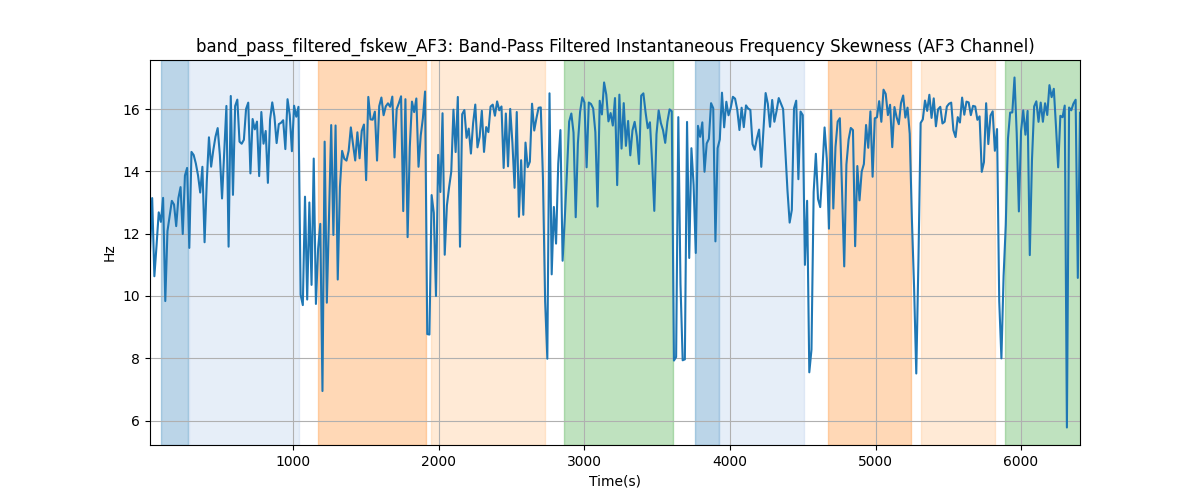 band_pass_filtered_fskew_AF3: Band-Pass Filtered Instantaneous Frequency Skewness (AF3 Channel)
Hz
16
14
12
10
8
6
1000 2000 3000 4000 5000 6000
Time(s)